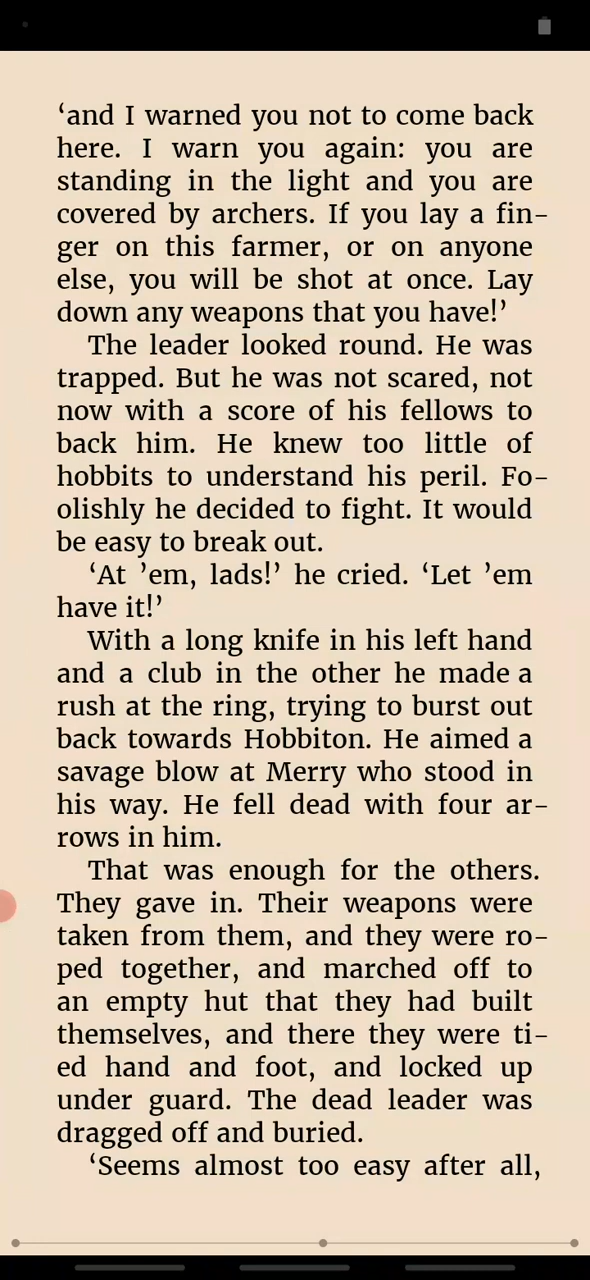 ‘and I warned you not to come back
here. I warn you again: you are
standing in the light and you are
covered by archers. If you lay a fin-
ger on this farmer, or on anyone
else, you will be shot at once. Lay
down any weapons that you have!’
The leader looked round. He was
trapped. But he was not scared, not
now with a score of his fellows to
back him. He knew too little of
hobbits to understand his peril. Fo-
olishly he decided to fight. It would
be easy to break out.
‘At ’em, lads!’ he cried. ‘Let ’em
have it!’
With a long knife in his left hand
and a club in the other he made a
rush at the ring, trying to burst out
back towards Hobbiton. He aimed a
savage blow at Merry who stood in
his way. He fell dead with four ar-
rows in him.
That was enough for the others.
They gave in. Their weapons were
taken from them, and they were ro-
ped together, and marched off to
an empty hut that they had built
themselves, and there they were ti-
ed hand and foot, and locked up
under guard. The dead leader was
dragged off and buried.
‘Seems almost too easy after all,